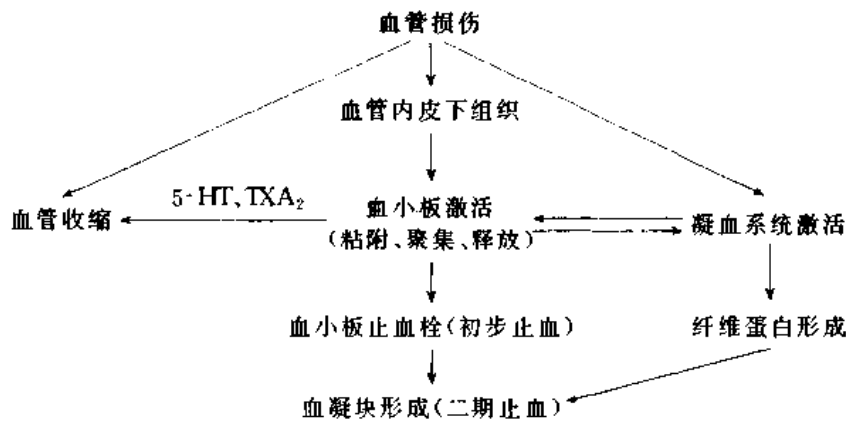 血管损伤
血管内皮下组织
5-HT、TXA₂
血管收缩
血小板激活
(粘附、聚集、释放)
凝血系统激活
血小板止血栓(初步止血)
纤维蛋白形成
血凝块形成(二期止血)